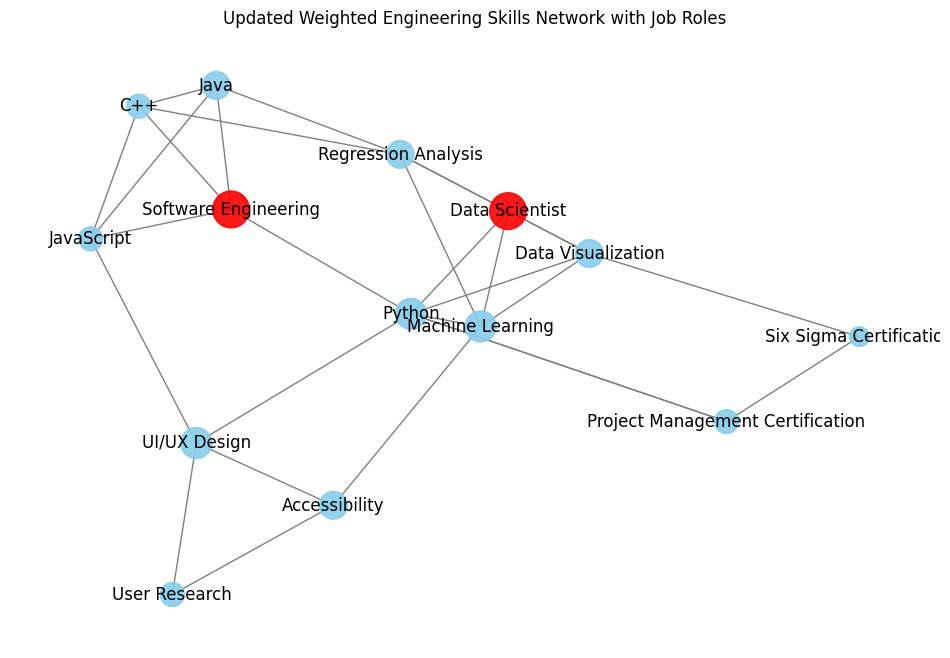 Updated Weighted Engineering Skills Network with Job Roles
Java
C++
Regression Analysis
Software Engineering
Data Scientist
JavaScript
Data Visualization
Python
Machine Learning
Six Sigma Certificatio
Project Management Certification
UI/UX Design
Accessibility
User Research